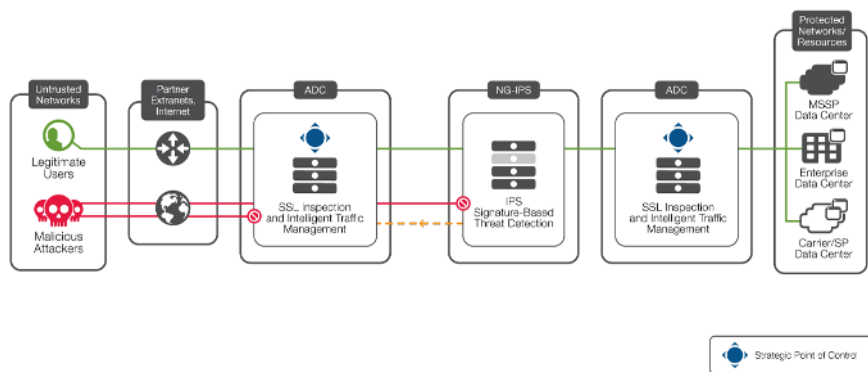 Untrusted
Networks
Legitimate
Users
Malicious
Attackers
Partner
Extranets,
Internet
ADC
SSL Inspection
and Intelligent Traffic
Management
NG-IPS
IPS
Signature-Based
Threat Detection
ADC
SSL Inspection
and Intelligent Traffic
Management
Protected
Networks/
Resources
MSSP
Data Center
Enterprise
Data Center
Carrier/SP
Data Center
Strategic Point of Control